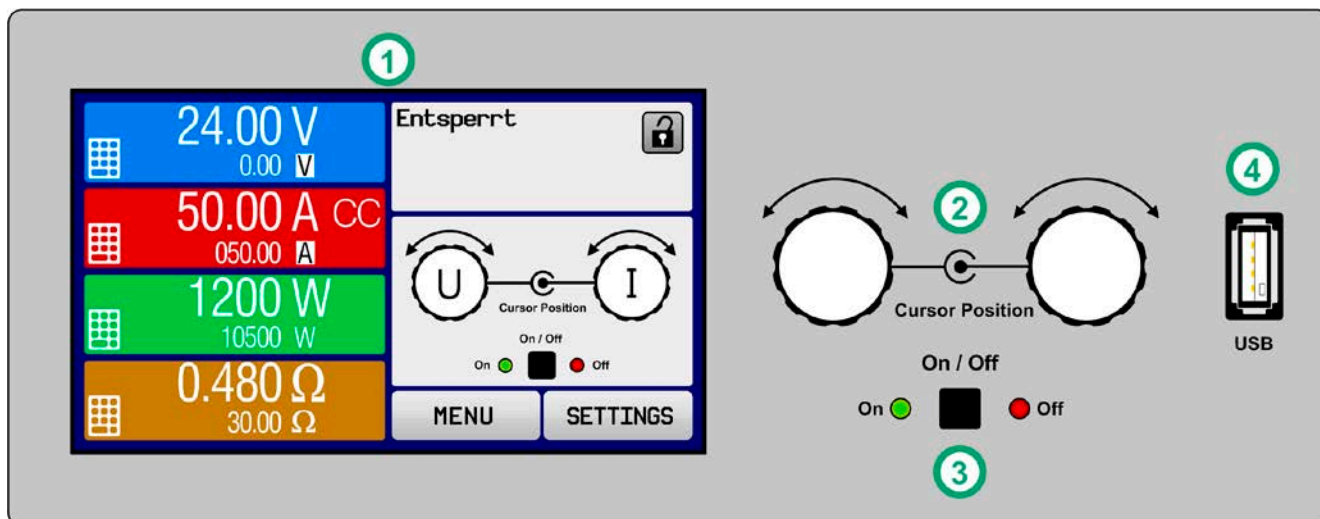 1
24.00 V
0.00 V
50.00 A CC
050.00 A
1200 W
10500 W
0.480 Ω
30.00 Ω
Entsperrt
U
I
Cursor Position
On / Off
On
Off
MENU
SETTINGS
2
Cursor Position
On / Off
On
Off
3
4
USB